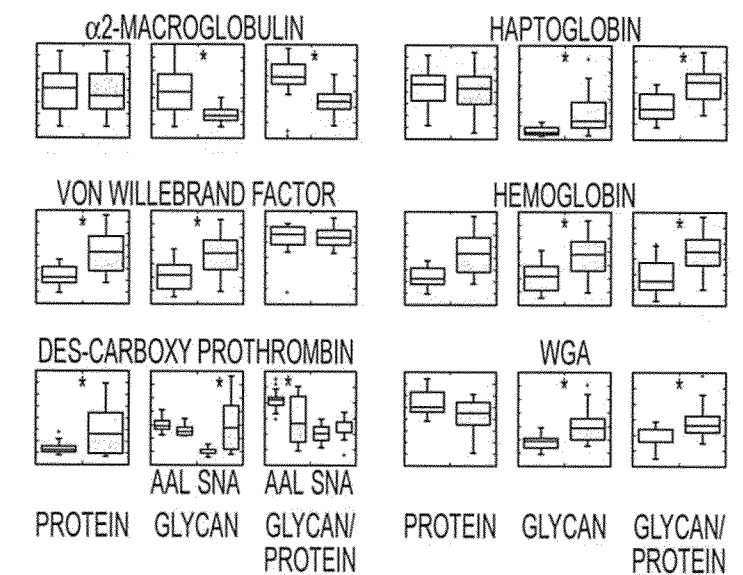 α2-MACROGLOBULIN
HAPTOGLOBIN
* *
* *
VON WILLEBRAND FACTOR
HEMOGLOBIN
* *
* *
DES-CARBOXY PROTHROMBIN
WGA
* * *
* *
AAL SNA AAL SNA
PROTEIN GLYCAN GLYCAN/
PROTEIN
PROTEIN GLYCAN GLYCAN/
PROTEIN